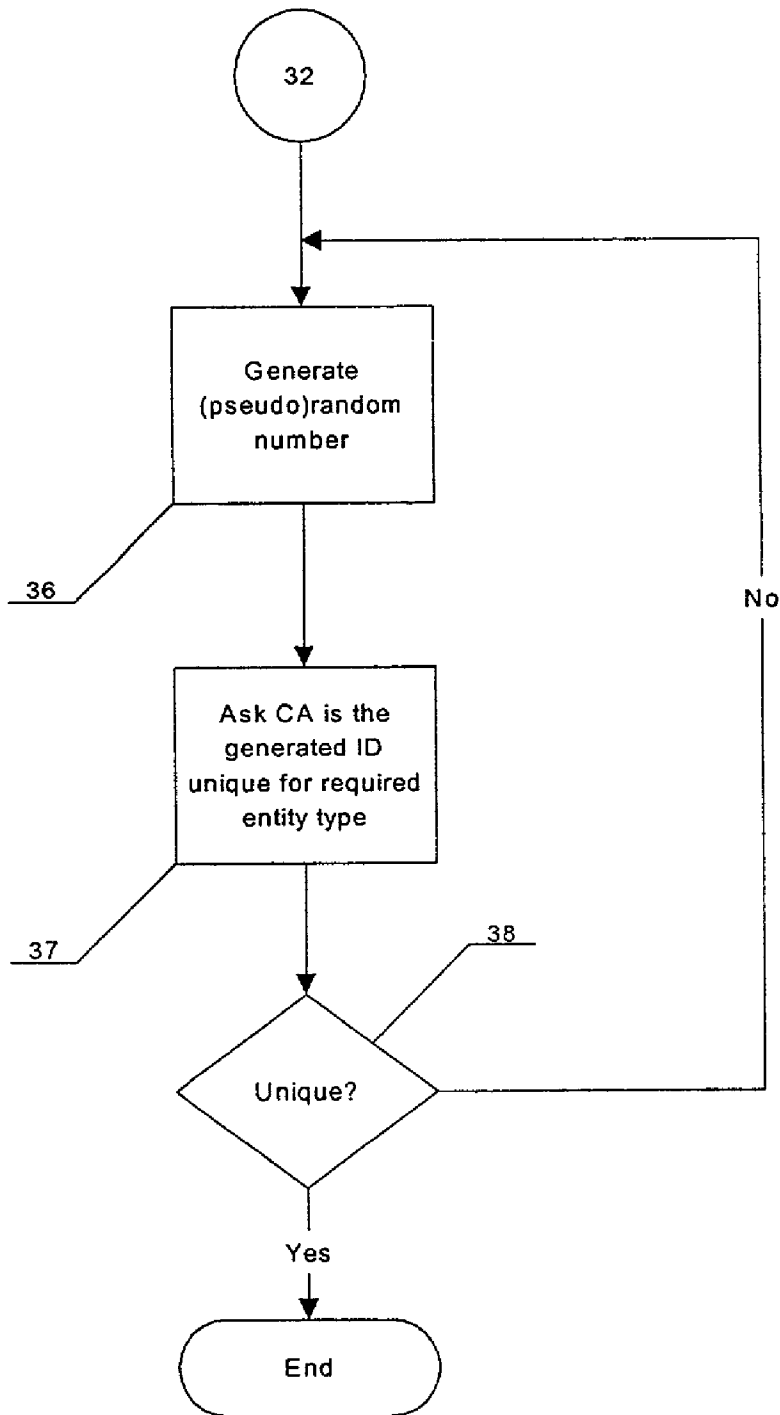 32
Generate
(pseudo)random
number
36
No
Ask CA is the
generated ID
unique for required
entity type
37
38
Unique?
Yes
End